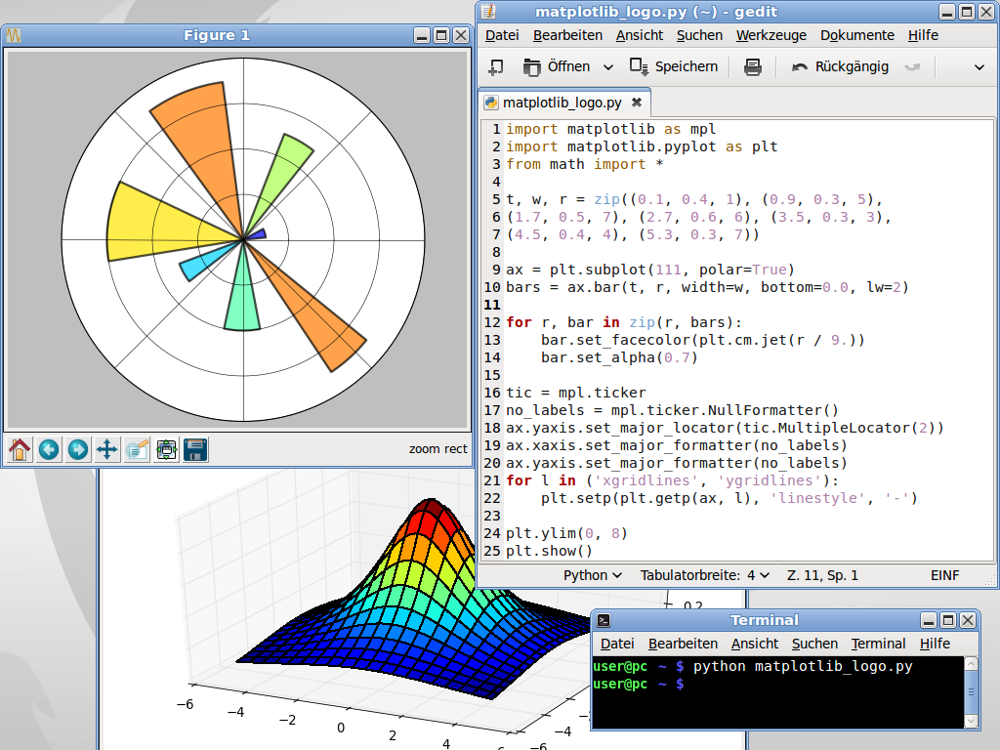 Figure 1
zoom rect
matplotlib_logo.py (~) - gedit
Datei Bearbeiten Ansicht Suchen Werkzeuge Dokumente Hilfe
Öffnen Speichern Rückgängig
matplotlib_logo.py
1 import matplotlib as mpl
2 import matplotlib.pyplot as plt
3 from math import *
4
5 t, w, r = zip((0.1, 0.4, 1), (0.9, 0.3, 5),
6 (1.7, 0.5, 7), (2.7, 0.6, 6), (3.5, 0.3, 3),
7 (4.5, 0.4, 4), (5.3, 0.3, 7))
8
9 ax = plt.subplot(111, polar=True)
10 bars = ax.bar(t, r, width=w, bottom=0.0, lw=2)
11
12 for r, bar in zip(r, bars):
13     bar.set_facecolor(plt.cm.jet(r / 9.))
14     bar.set_alpha(0.7)
15
16 tic = mpl.ticker
17 no_labels = mpl.ticker.NullFormatter()
18 ax.yaxis.set_major_locator(tic.MultipleLocator(2))
19 ax.xaxis.set_major_formatter(no_labels)
20 ax.yaxis.set_major_formatter(no_labels)
21 for l in ('xgridlines', 'ygridlines'):
22     plt.setp(plt.getp(ax, l), 'linestyle', '-')
23
24 plt.ylim(0, 8)
25 plt.show()
Python Tabulatorbreite: 4 Z. 11, Sp. 1 EINF
0.2
−6
−4
−2
0
2
4
−6
−4
Terminal
Datei Bearbeiten Ansicht Suchen Terminal Hilfe
user@pc ~ $ python matplotlib_logo.py
user@pc ~ $